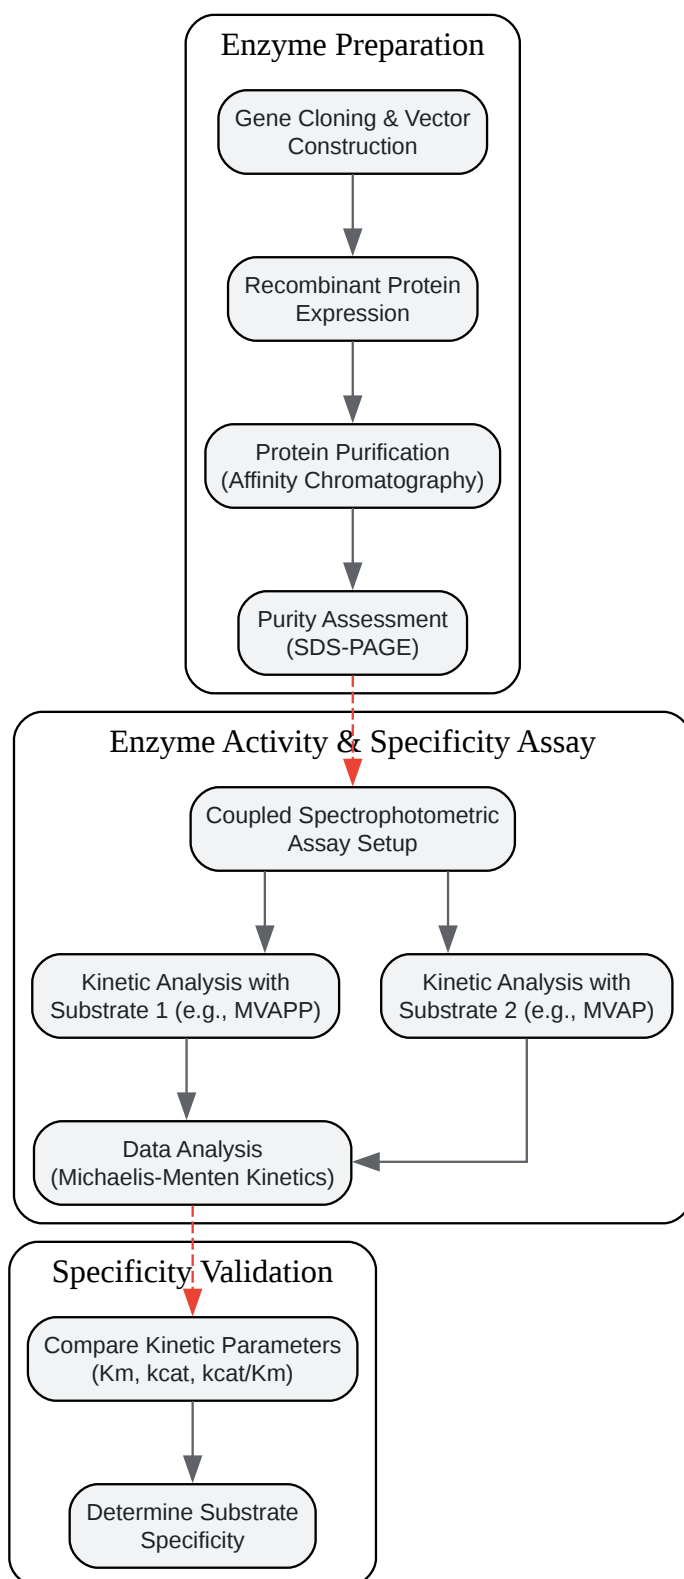 Enzyme Preparation
Gene Cloning & Vector
Construction
Recombinant Protein
Expression
Protein Purification
(Affinity Chromatography)
Purity Assessment
(SDS-PAGE)
Enzyme Activity & Specificity Assay
Coupled Spectrophotometric
Assay Setup
Kinetic Analysis with
Substrate 1 (e.g., MVAPP)
Kinetic Analysis with
Substrate 2 (e.g., MVAP)
Data Analysis
(Michaelis-Menten Kinetics)
Specificity Validation
Compare Kinetic Parameters
(Km, kcat, kcat/Km)
Determine Substrate
Specificity